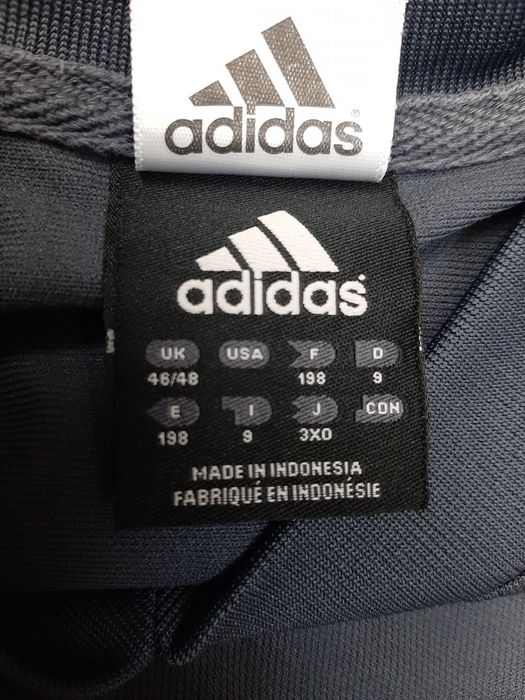 adidas
adidas
UK USA F D
46/48 198 9
E I J CDN
198 9 3XO
MADE IN INDONESIA
FABRIQUÉ EN INDONÉSIE